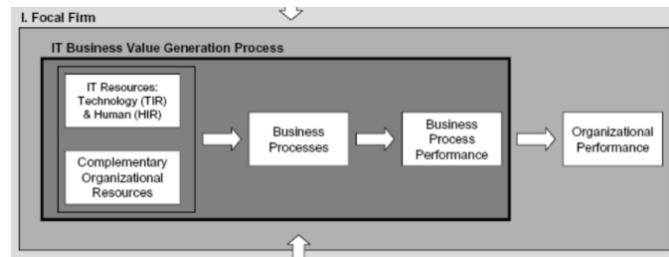 I. Focal Firm
IT Business Value Generation Process
IT Resources:
Technology (TIR)
& Human (HIR)
Complementary
Organizational
Resources
Business
Processes
Business
Process
Performance
Organizational
Performance